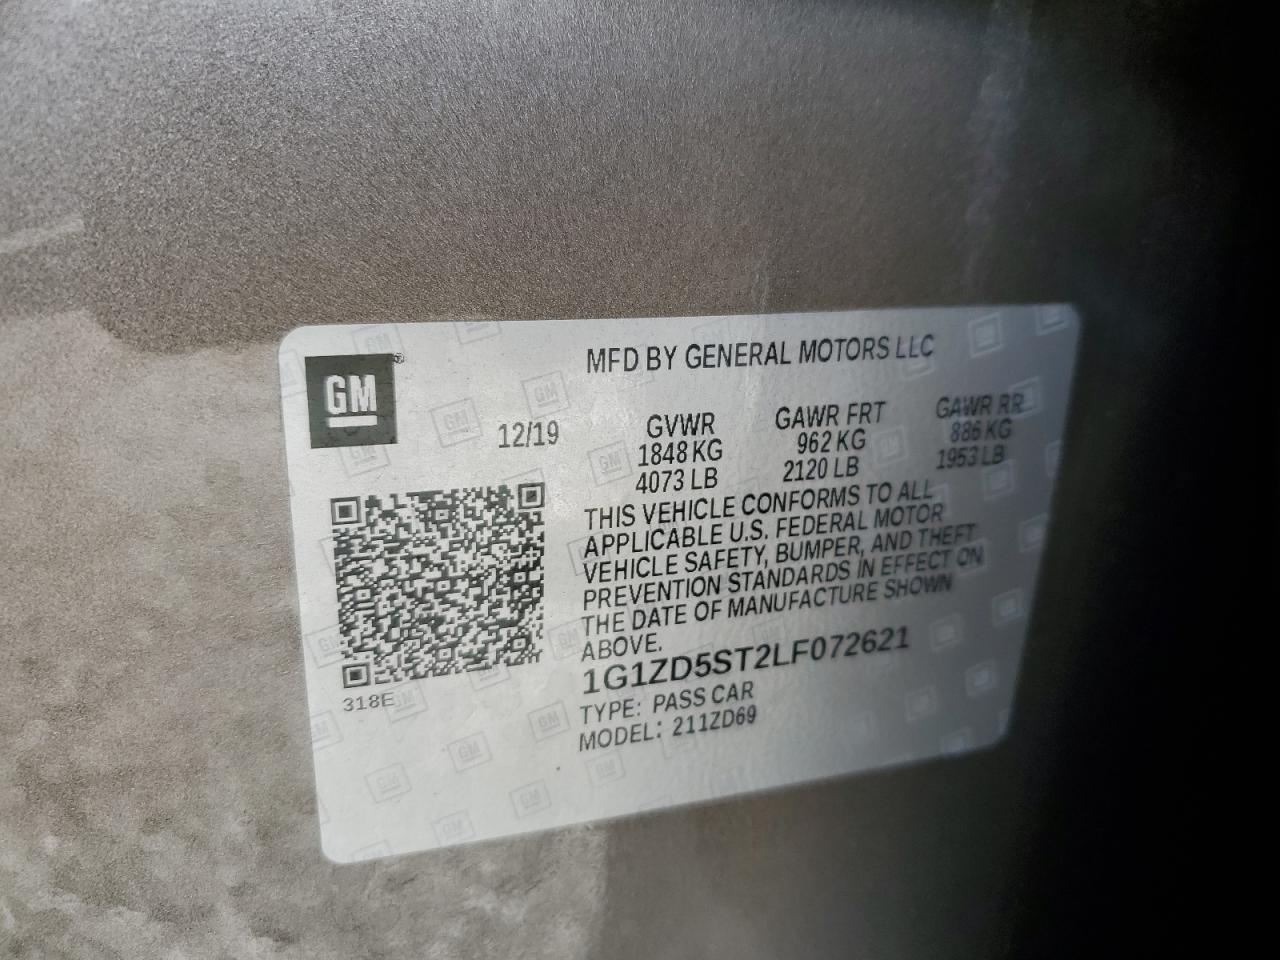 GM®
MFD BY GENERAL MOTORS LLC
12/19
GVWR GAWR FRT GAWR RR
1848 KG 962 KG 886 KG
4073 LB 2120 LB 1953 LB
THIS VEHICLE CONFORMS TO ALL
APPLICABLE U.S. FEDERAL MOTOR
VEHICLE SAFETY, BUMPER, AND THEFT
PREVENTION STANDARDS IN EFFECT ON
THE DATE OF MANUFACTURE SHOWN
ABOVE.
1G1ZD5ST2LF072621
TYPE: PASS CAR
MODEL: 211ZD69
318E